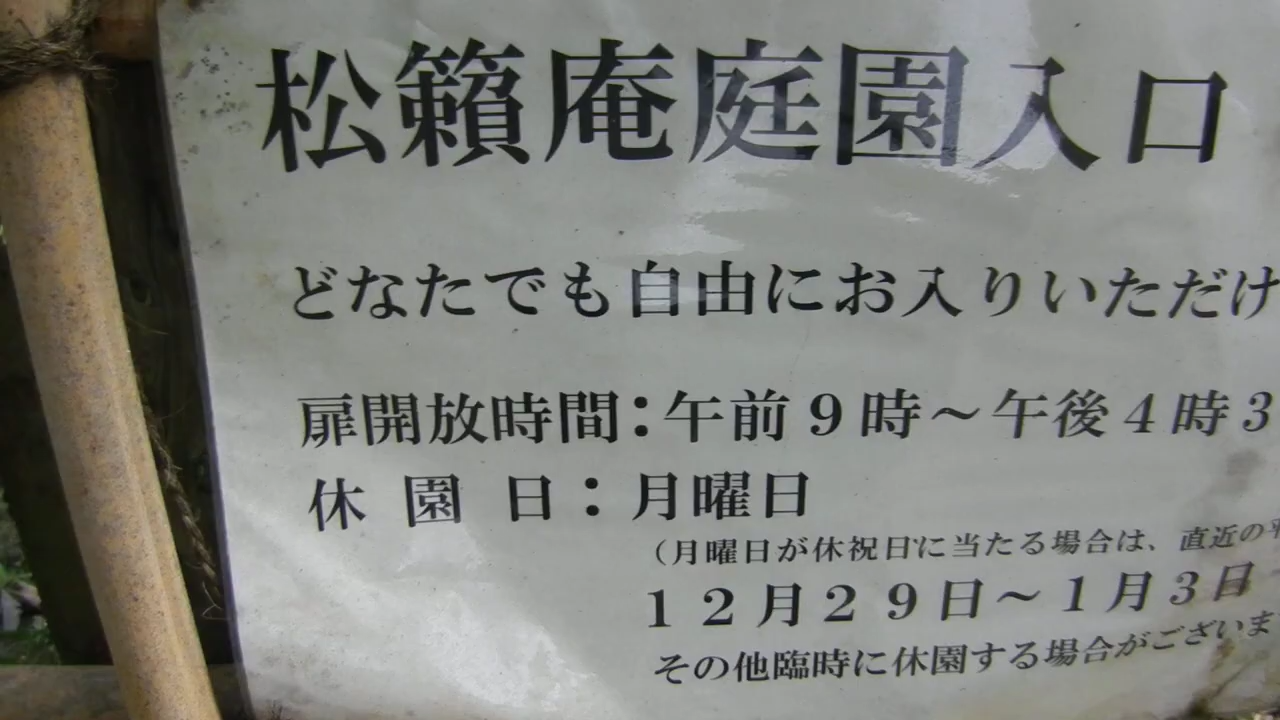 松籟庵庭園入口
どなたでも自由にお入りいただけ
扉開放時間：午前９時～午後４時３
休園日：月曜日
（月曜日が休祝日に当たる場合は、直近の平
１２月２９日～１月３日
その他臨時に休園する場合がございま